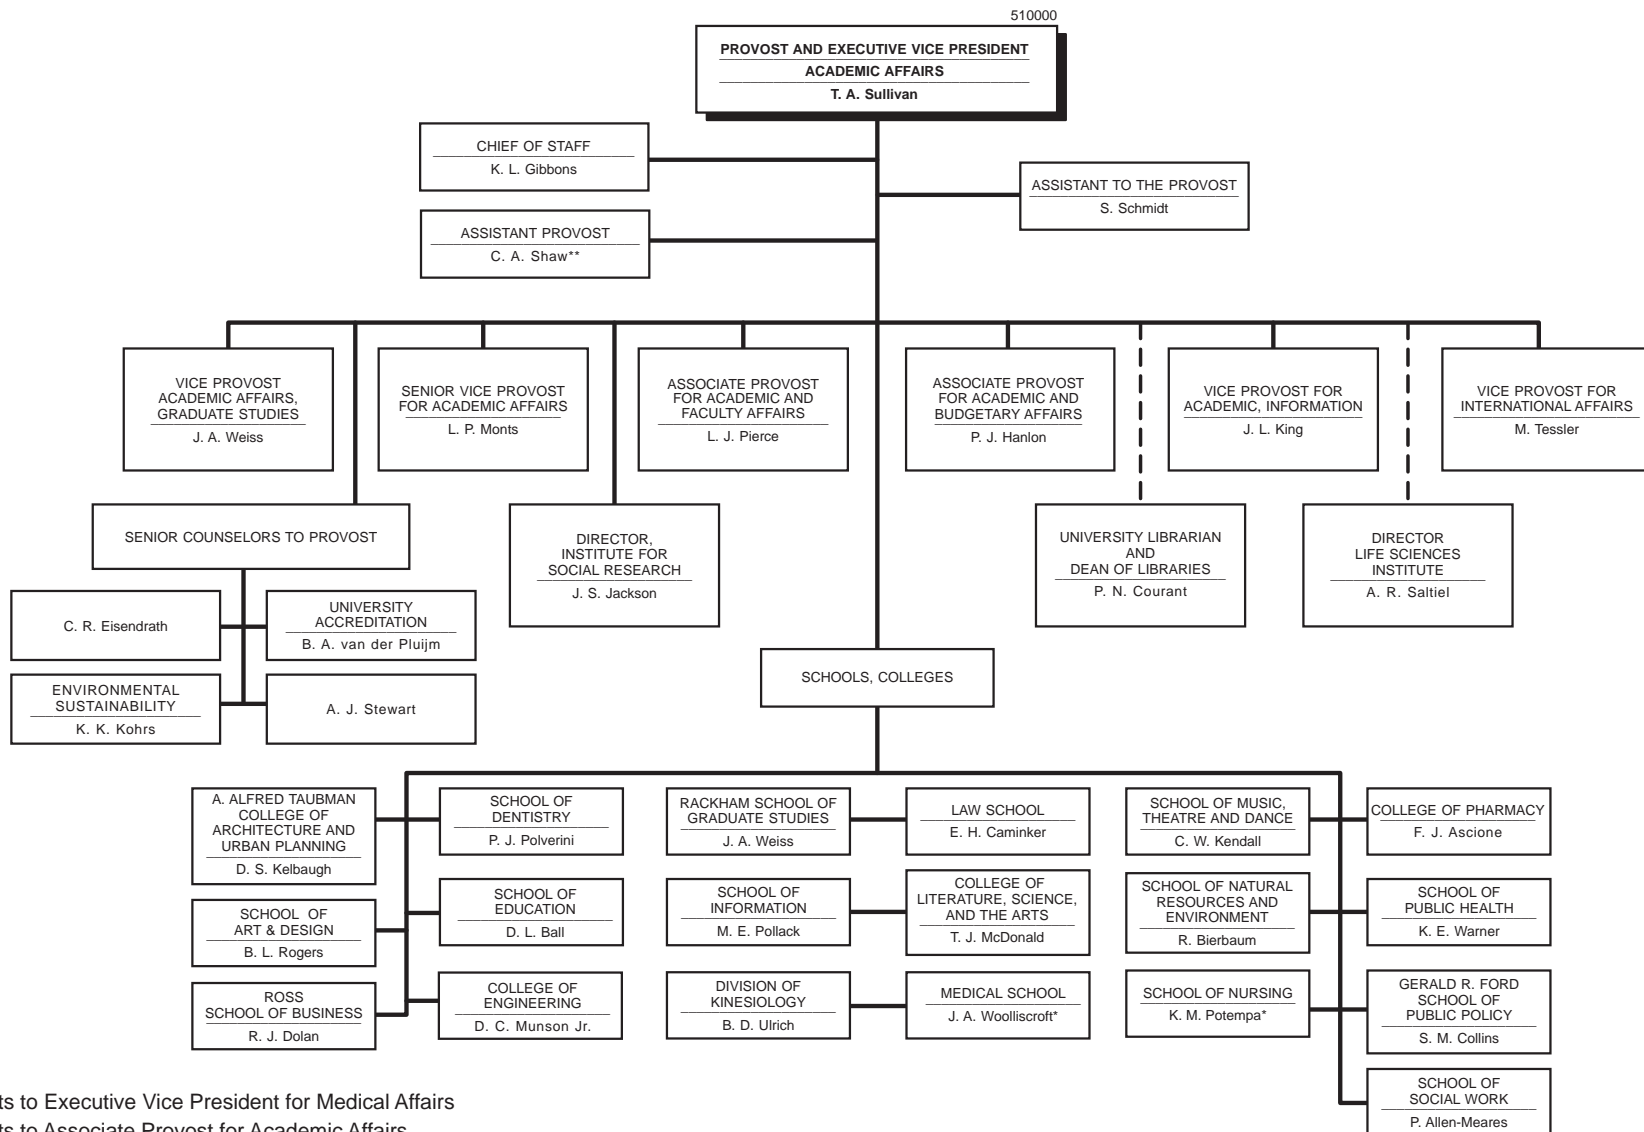 510000
PROVOST AND EXECUTIVE VICE PRESIDENT
ACADEMIC AFFAIRS
T. A. Sullivan
CHIEF OF STAFF
K. L. Gibbons
ASSISTANT TO THE PROVOST
S. Schmidt
ASSISTANT PROVOST
C. A. Shaw**
VICE PROVOST
ACADEMIC AFFAIRS,
GRADUATE STUDIES
J. A. Weiss
SENIOR VICE PROVOST
FOR ACADEMIC AFFAIRS
L. P. Monts
ASSOCIATE PROVOST
FOR ACADEMIC AND
FACULTY AFFAIRS
L. J. Pierce
ASSOCIATE PROVOST
FOR ACADEMIC AND
BUDGETARY AFFAIRS
P. J. Hanlon
VICE PROVOST FOR
ACADEMIC, INFORMATION
J. L. King
VICE PROVOST FOR
INTERNATIONAL AFFAIRS
M. Tessler
SENIOR COUNSELORS TO PROVOST
DIRECTOR,
INSTITUTE FOR
SOCIAL RESEARCH
J. S. Jackson
UNIVERSITY LIBRARIAN
AND
DEAN OF LIBRARIES
P. N. Courant
DIRECTOR
LIFE SCIENCES
INSTITUTE
A. R. Saltiel
C. R. Eisendrath
UNIVERSITY
ACCREDITATION
B. A. van der Pluijm
ENVIRONMENTAL
SUSTAINABILITY
K. K. Kohrs
A. J. Stewart
SCHOOLS, COLLEGES
A. ALFRED TAUBMAN
COLLEGE OF
ARCHITECTURE AND
URBAN PLANNING
D. S. Kelbaugh
SCHOOL OF
DENTISTRY
P. J. Polverini
RACKHAM SCHOOL OF
GRADUATE STUDIES
J. A. Weiss
LAW SCHOOL
E. H. Caminker
SCHOOL OF MUSIC,
THEATRE AND DANCE
C. W. Kendall
COLLEGE OF PHARMACY
F. J. Ascione
SCHOOL OF
ART & DESIGN
B. L. Rogers
SCHOOL OF
EDUCATION
D. L. Ball
SCHOOL OF
INFORMATION
M. E. Pollack
COLLEGE OF
LITERATURE, SCIENCE,
AND THE ARTS
T. J. McDonald
SCHOOL OF NATURAL
RESOURCES AND
ENVIRONMENT
R. Bierbaum
SCHOOL OF
PUBLIC HEALTH
K. E. Warner
ROSS
SCHOOL OF BUSINESS
R. J. Dolan
COLLEGE OF
ENGINEERING
D. C. Munson Jr.
DIVISION OF
KINESIOLOGY
B. D. Ulrich
MEDICAL SCHOOL
J. A. Woolliscroft*
SCHOOL OF NURSING
K. M. Potempa*
GERALD R. FORD
SCHOOL OF
PUBLIC POLICY
S. M. Collins
SCHOOL OF
SOCIAL WORK
P. Allen-Meares
to Executive Vice President for Medical Affairs
to Associate Provost for Academic Affairs